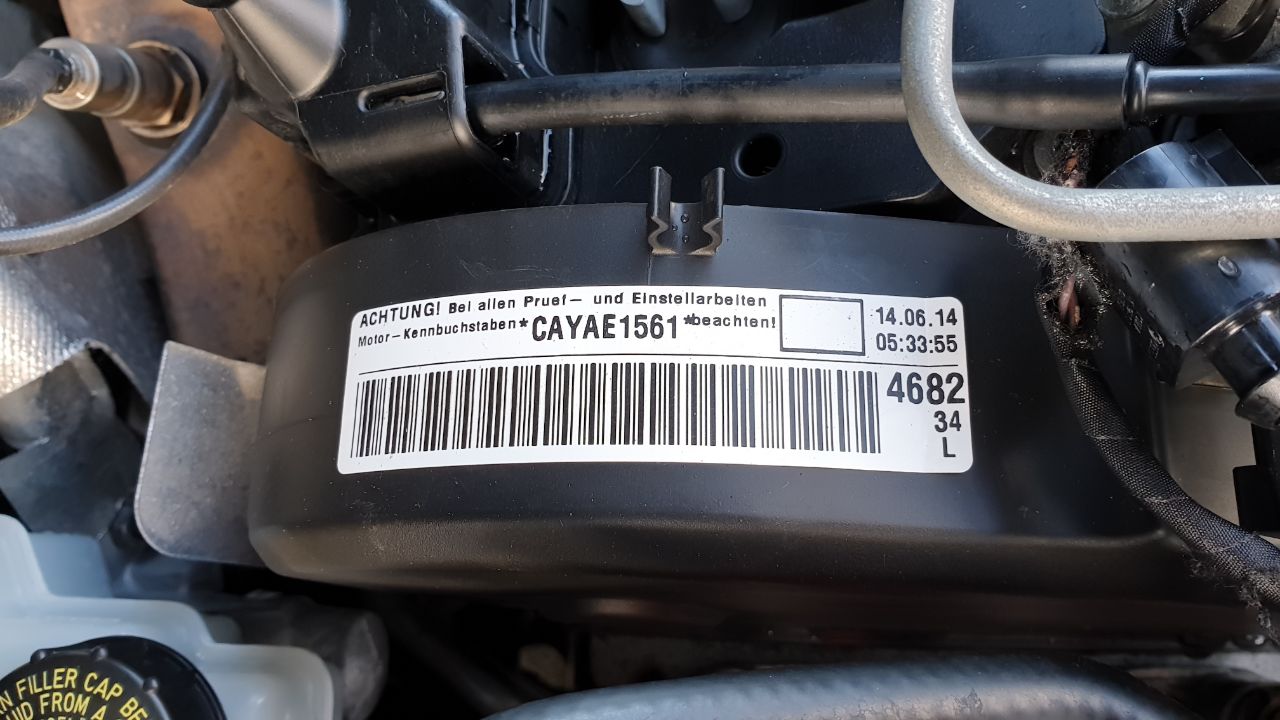 ACHTUNG! Bei allen Pruef- und Einstellarbeiten
Motor-Kennbuchstaben*CAYAE1561*beachten!
14.06.14
05:33:55
4682
34
L
FILLER CAP BE
FROM A